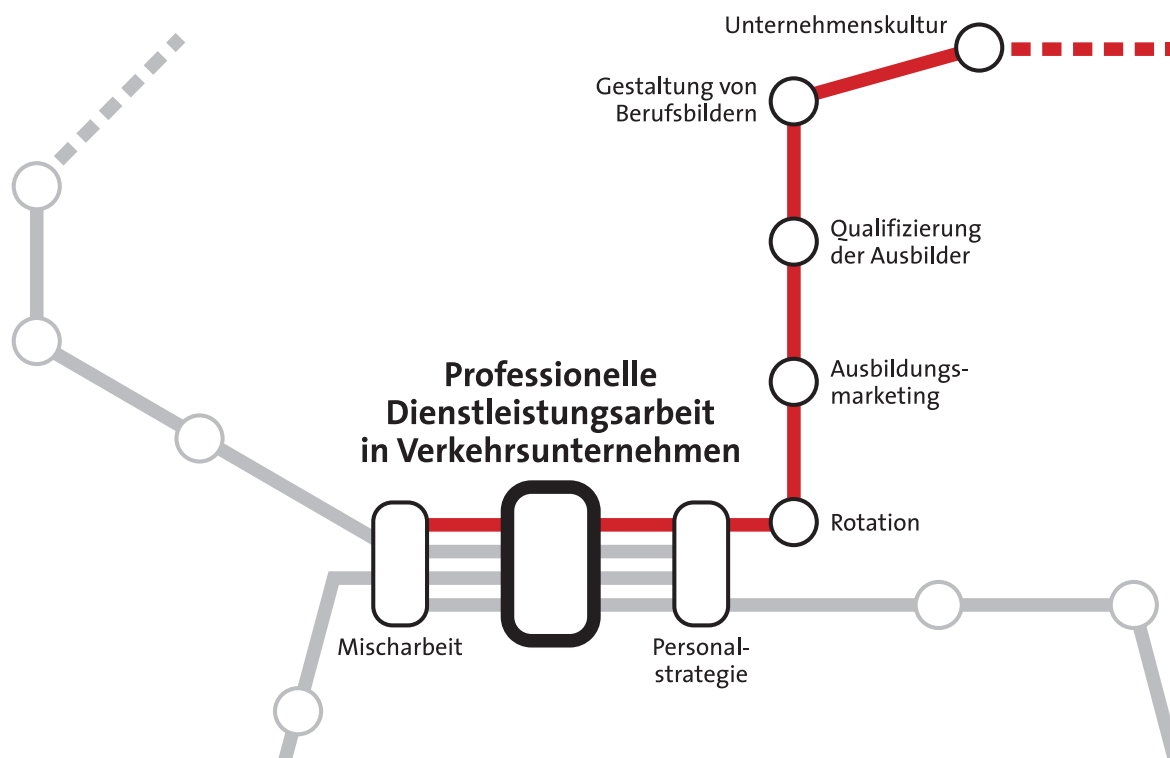 Unternehmenskultur
Gestaltung von
Berufsbildern
Qualifizierung
der Ausbilder
Ausbildungs-
marketing
Professionelle
Dienstleistungsarbeit
in Verkehrsunternehmen
Rotation
Mischarbeit
Personal-
strategie